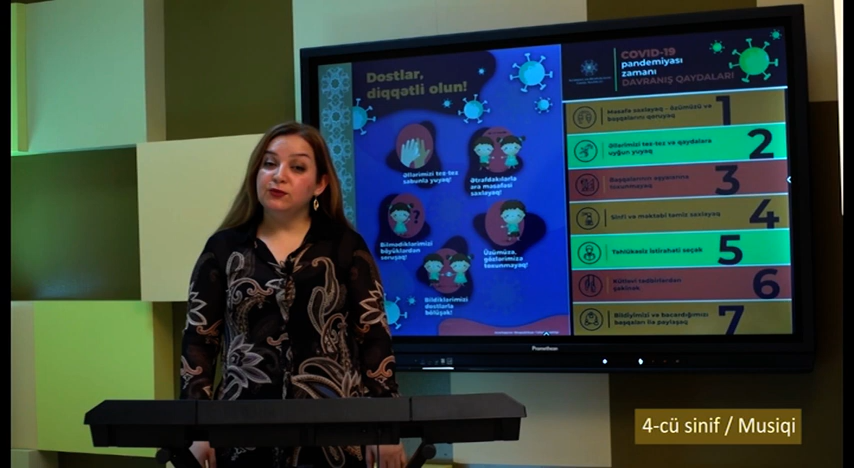 Dostlar,
diqqətli olun!
Əllərimizi tez-tez
sabunla yuyaq!
Ətrafdakılarla
ara məsafəsi
saxlayaq!
Bilmədiklərimizi
böyüklərdən
soruşaq!
Üzümüzə,
gözlərimizə
toxunmayaq!
Bildiklərimizi
dostlarla
bölüşək!
COVID-19
pandemiyası
zamanı
DAVRANIŞ QAYDALARI
Məsafə saxlayaq – özümüzü və
başqalarını qoruyaq
1
Əllərimizi tez-tez və qaydalara
uyğun yuyaq
2
Başqalarının əşyalarına
toxunmayaq
3
Sinfi və məktəbi təmiz saxlayaq
4
Təhlükəsiz istirahəti seçək
5
Kütləvi tədbirlərdən
çəkinək
6
Bildiyimizi və bacardığımızı
başqaları ilə paylaşaq
7
Promethean
4-cü sinif / Musiqi